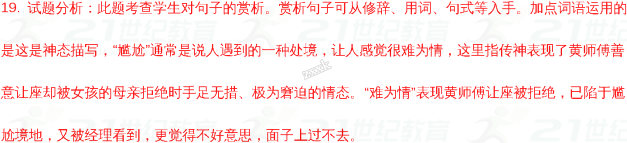 19. 试题分析：此题考查学生对句子的赏析。赏析句子可从修辞、用词、句式等入手。加点词语运用的
是这是神态描写，“尴尬”通常是说人遇到的一种处境，让人感觉很难为情，这里指传神表现了黄师傅善
意让座却被女孩的母亲拒绝时手足无措、极为窘迫的情态。“难为情”表现黄师傅让座被拒绝，已陷于尴
尬境地，又被经理看到，更觉得不好意思，面子上过不去。